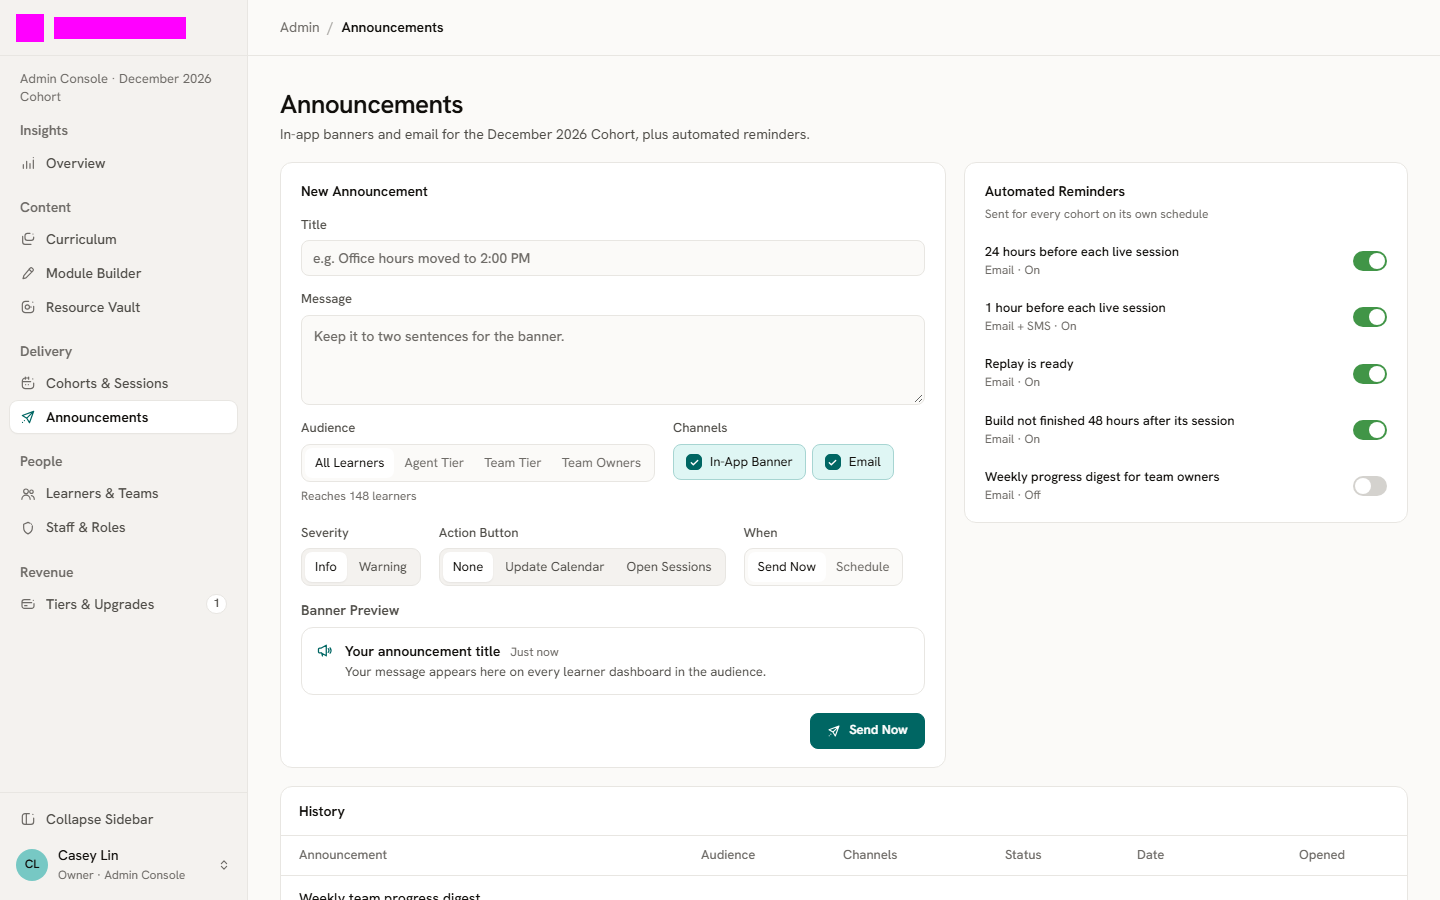 Admin / Announcements
Admin Console · December 2026
Cohort
Insights
Overview
Content
Curriculum
Module Builder
Resource Vault
Delivery
Cohorts & Sessions
Announcements
People
Learners & Teams
Staff & Roles
Revenue
Tiers & Upgrades 1
Collapse Sidebar
CL
Casey Lin
Owner · Admin Console
Announcements
In-app banners and email for the December 2026 Cohort, plus automated reminders.
New Announcement
Title
e.g. Office hours moved to 2:00 PM
Message
Keep it to two sentences for the banner.
Audience
All Learners Agent Tier Team Tier Team Owners
Reaches 148 learners
Channels
In-App Banner Email
Severity
Info Warning
Action Button
None Update Calendar Open Sessions
When
Send Now Schedule
Banner Preview
Your announcement title Just now
Your message appears here on every learner dashboard in the audience.
Send Now
Automated Reminders
Sent for every cohort on its own schedule
24 hours before each live session
Email · On
1 hour before each live session
Email + SMS · On
Replay is ready
Email · On
Build not finished 48 hours after its session
Email · On
Weekly progress digest for team owners
Email · Off
History
Announcement Audience Channels Status Date Opened
Weekly team progress digest